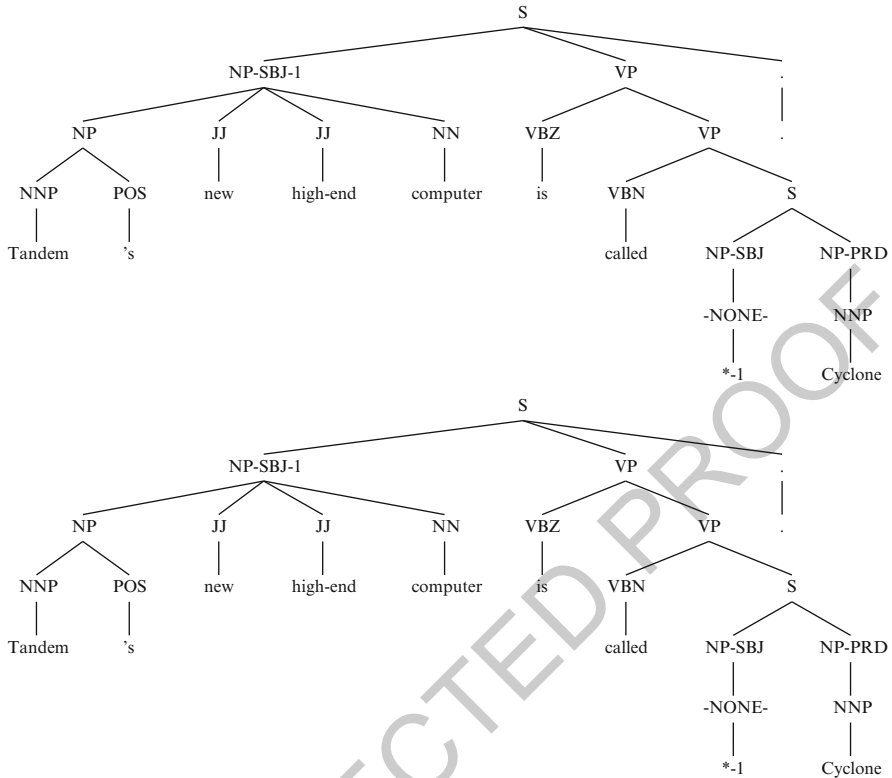 S
NP-SBJ-1 VP .
NP JJ JJ NN VBZ VP .
NNP POS new high-end computer is VBN S
Tandem 's called NP-SBJ NP-PRD
-NONE- NNP
*-1 Cyclone
S
NP-SBJ-1 VP .
NP JJ JJ NN VBZ VP .
NNP POS new high-end computer is VBN S
Tandem 's called NP-SBJ NP-PRD
-NONE- NNP
*-1 Cyclone
ECTED PROOF